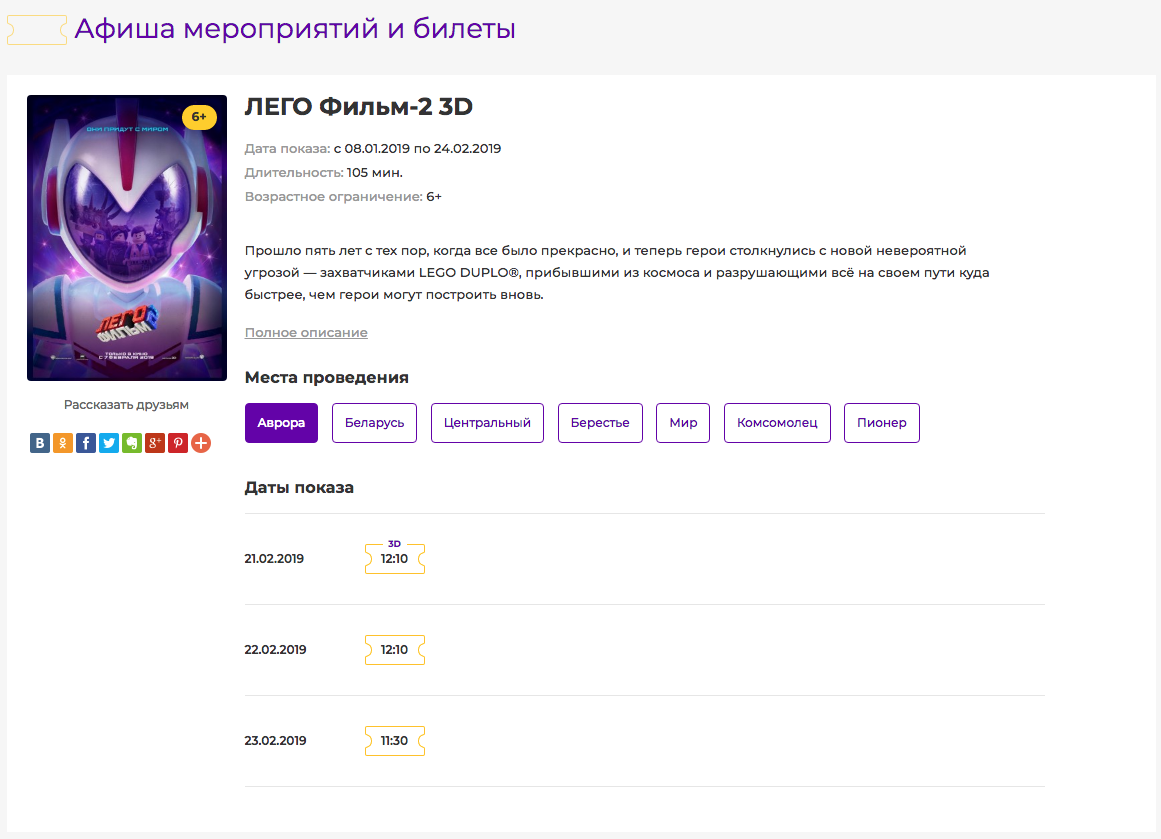 Афиша мероприятий и билеты
6+
ОНИ ПРИДУТ С МИРОМ
ЛЕГО
ФИЛЬМ 2
ТОЛЬКО В КИНО
С 7 ФЕВРАЛЯ 2019
Рассказать друзьям
ЛЕГО Фильм-2 3D
Дата показа: с 08.01.2019 по 24.02.2019
Длительность: 105 мин.
Возрастное ограничение: 6+
Прошло пять лет с тех пор, когда все было прекрасно, и теперь герои столкнулись с новой невероятной
угрозой — захватчиками LEGO DUPLO®, прибывшими из космоса и разрушающими всё на своем пути куда
быстрее, чем герои могут построить вновь.
Полное описание
Места проведения
Аврора Беларусь Центральный Берестье Мир Комсомолец Пионер
Даты показа
3D
21.02.2019 12:10
22.02.2019 12:10
23.02.2019 11:30